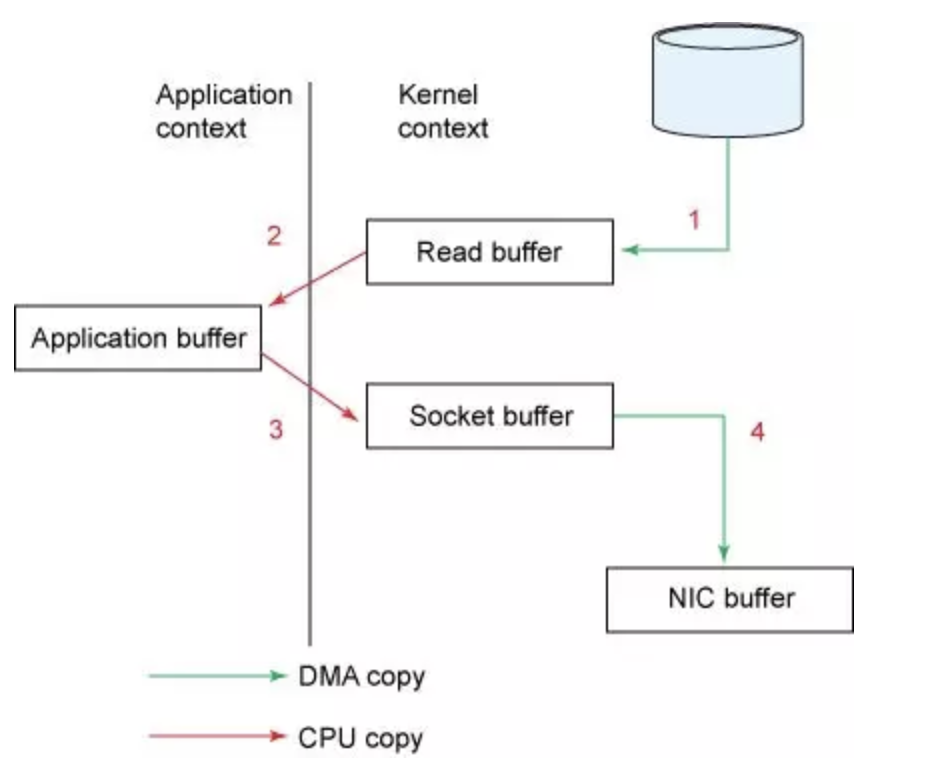 Application
context
Kernel
context
1
2
Read buffer
Application buffer
Socket buffer
3
4
NIC buffer
DMA copy
CPU copy